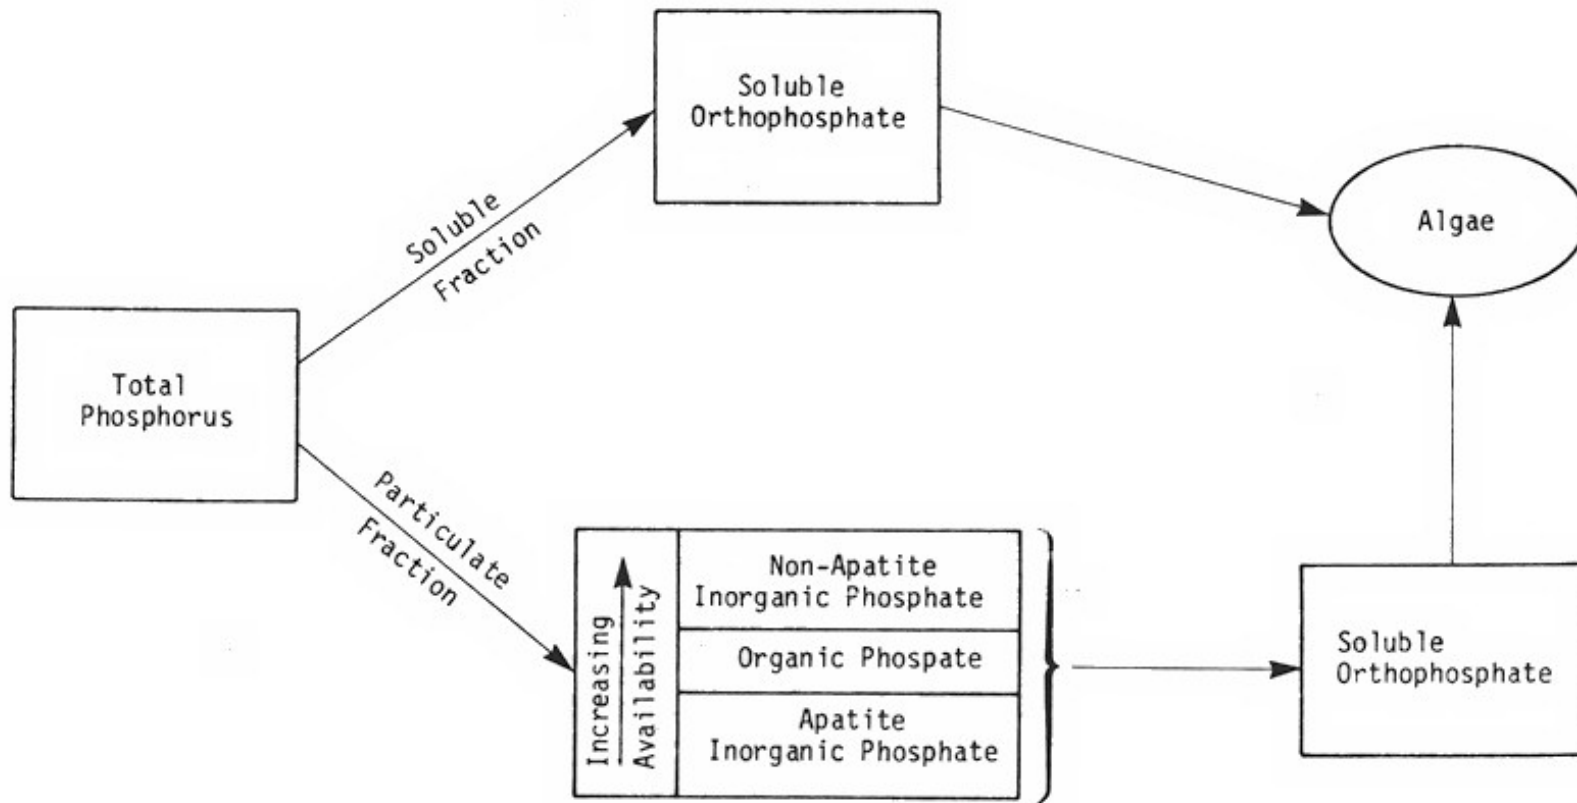 Soluble
Orthophosphate
Algae
Soluble
Fraction
Total
Phosphorus
Particulate
Fraction
Increasing
Availability
Non-Apatite
Inorganic Phosphate
Organic Phospate
Apatite
Inorganic Phosphate
Soluble
Orthophosphate